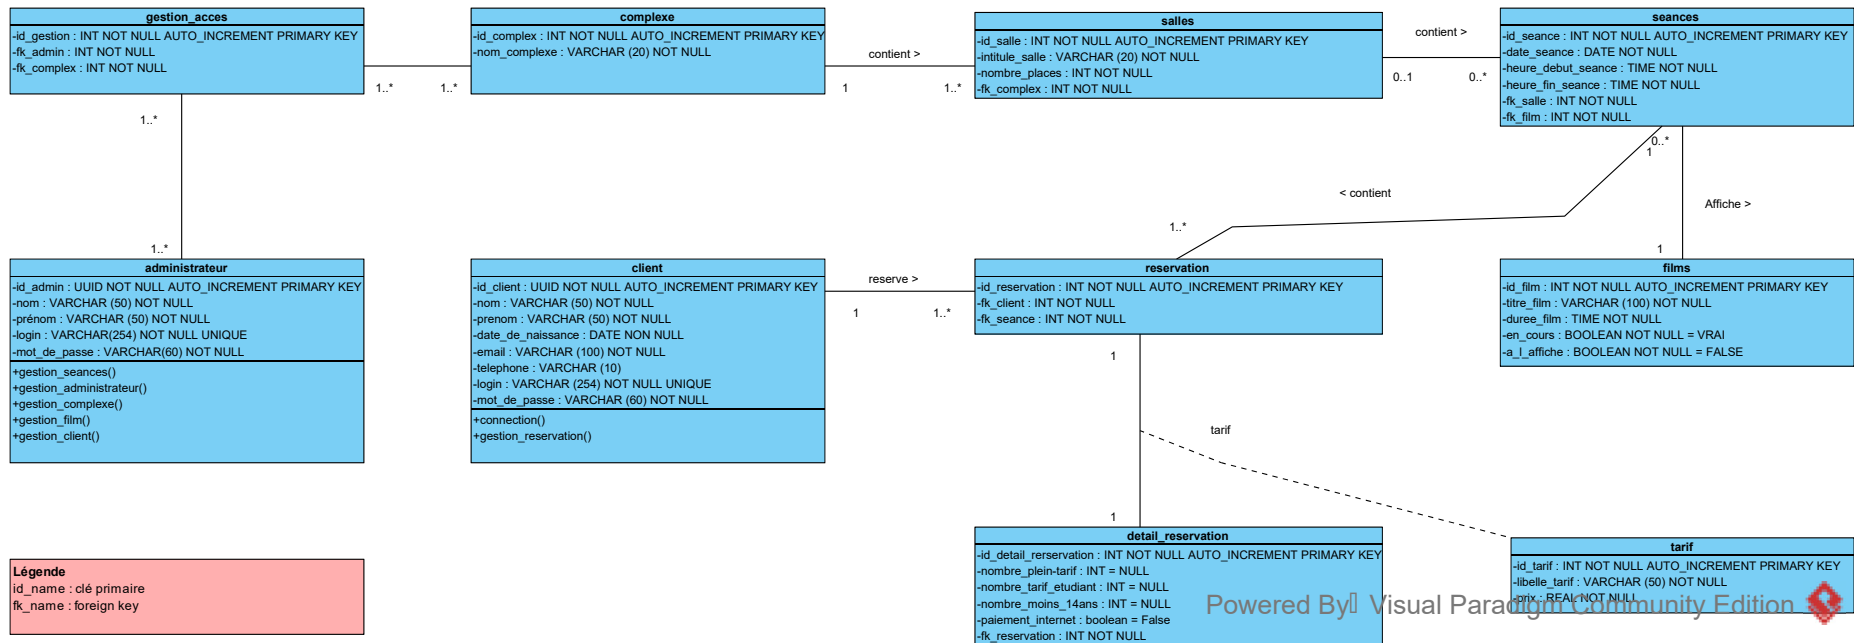 gestion_acces
-id_gestion : INT NOT NULL AUTO_INCREMENT PRIMARY KEY
-fk_admin : INT NOT NULL
-fk_complex : INT NOT NULL
1..*
1..*
complexe
-id_complex : INT NOT NULL AUTO_INCREMENT PRIMARY KEY
-nom_complexe : VARCHAR (20) NOT NULL
contient >
1
1..*
salles
-id_salle : INT NOT NULL AUTO_INCREMENT PRIMARY KEY
-intitule_salle : VARCHAR (20) NOT NULL
-nombre_places : INT NOT NULL
-fk_complex : INT NOT NULL
contient >
0..1
0..*
seances
-id_seance : INT NOT NULL AUTO_INCREMENT PRIMARY KEY
-date_seance : DATE NOT NULL
-heure_debut_seance : TIME NOT NULL
-heure_fin_seance : TIME NOT NULL
-fk_salle : INT NOT NULL
-fk_film : INT NOT NULL
1..*
1..*
0..*
1
< contient
1..*
Affiche >
1
administrateur
-id_admin : UUID NOT NULL AUTO_INCREMENT PRIMARY KEY
-nom : VARCHAR (50) NOT NULL
-prénom : VARCHAR (50) NOT NULL
-login : VARCHAR(254) NOT NULL UNIQUE
-mot_de_passe : VARCHAR(60) NOT NULL
+gestion_seances()
+gestion_administrateur()
+gestion_complexe()
+gestion_film()
+gestion_client()
client
-id_client : UUID NOT NULL AUTO_INCREMENT PRIMARY KEY
-nom : VARCHAR (50) NOT NULL
-prenom : VARCHAR (50) NOT NULL
-date_de_naissance : DATE NON NULL
-email : VARCHAR (100) NOT NULL
-telephone : VARCHAR (10)
-login : VARCHAR (254) NOT NULL UNIQUE
-mot_de_passe : VARCHAR (60) NOT NULL
+connection()
+gestion_reservation()
reserve >
1
1..*
reservation
-id_reservation : INT NOT NULL AUTO_INCREMENT PRIMARY KEY
-fk_client : INT NOT NULL
-fk_seance : INT NOT NULL
films
-id_film : INT NOT NULL AUTO_INCREMENT PRIMARY KEY
-titre_film : VARCHAR (100) NOT NULL
-duree_film : TIME NOT NULL
-en_cours : BOOLEAN NOT NULL = VRAI
-a_l_affiche : BOOLEAN NOT NULL = FALSE
1
tarif
1
detail_reservation
-id_detail_rerservation : INT NOT NULL AUTO_INCREMENT PRIMARY KEY
-nombre_plein-tarif : INT = NULL
-nombre_tarif_etudiant : INT = NULL
-nombre_moins_14ans : INT = NULL
-paiement_internet : boolean = False
-fk_reservation : INT NOT NULL
tarif
-id_tarif : INT NOT NULL AUTO_INCREMENT PRIMARY KEY
-libelle_tarif : VARCHAR (50) NOT NULL
-prix : REAL NOT NULL
Légende
id_name : clé primaire
fk_name : foreign key
Powered By Visual Paradigm Community Edition